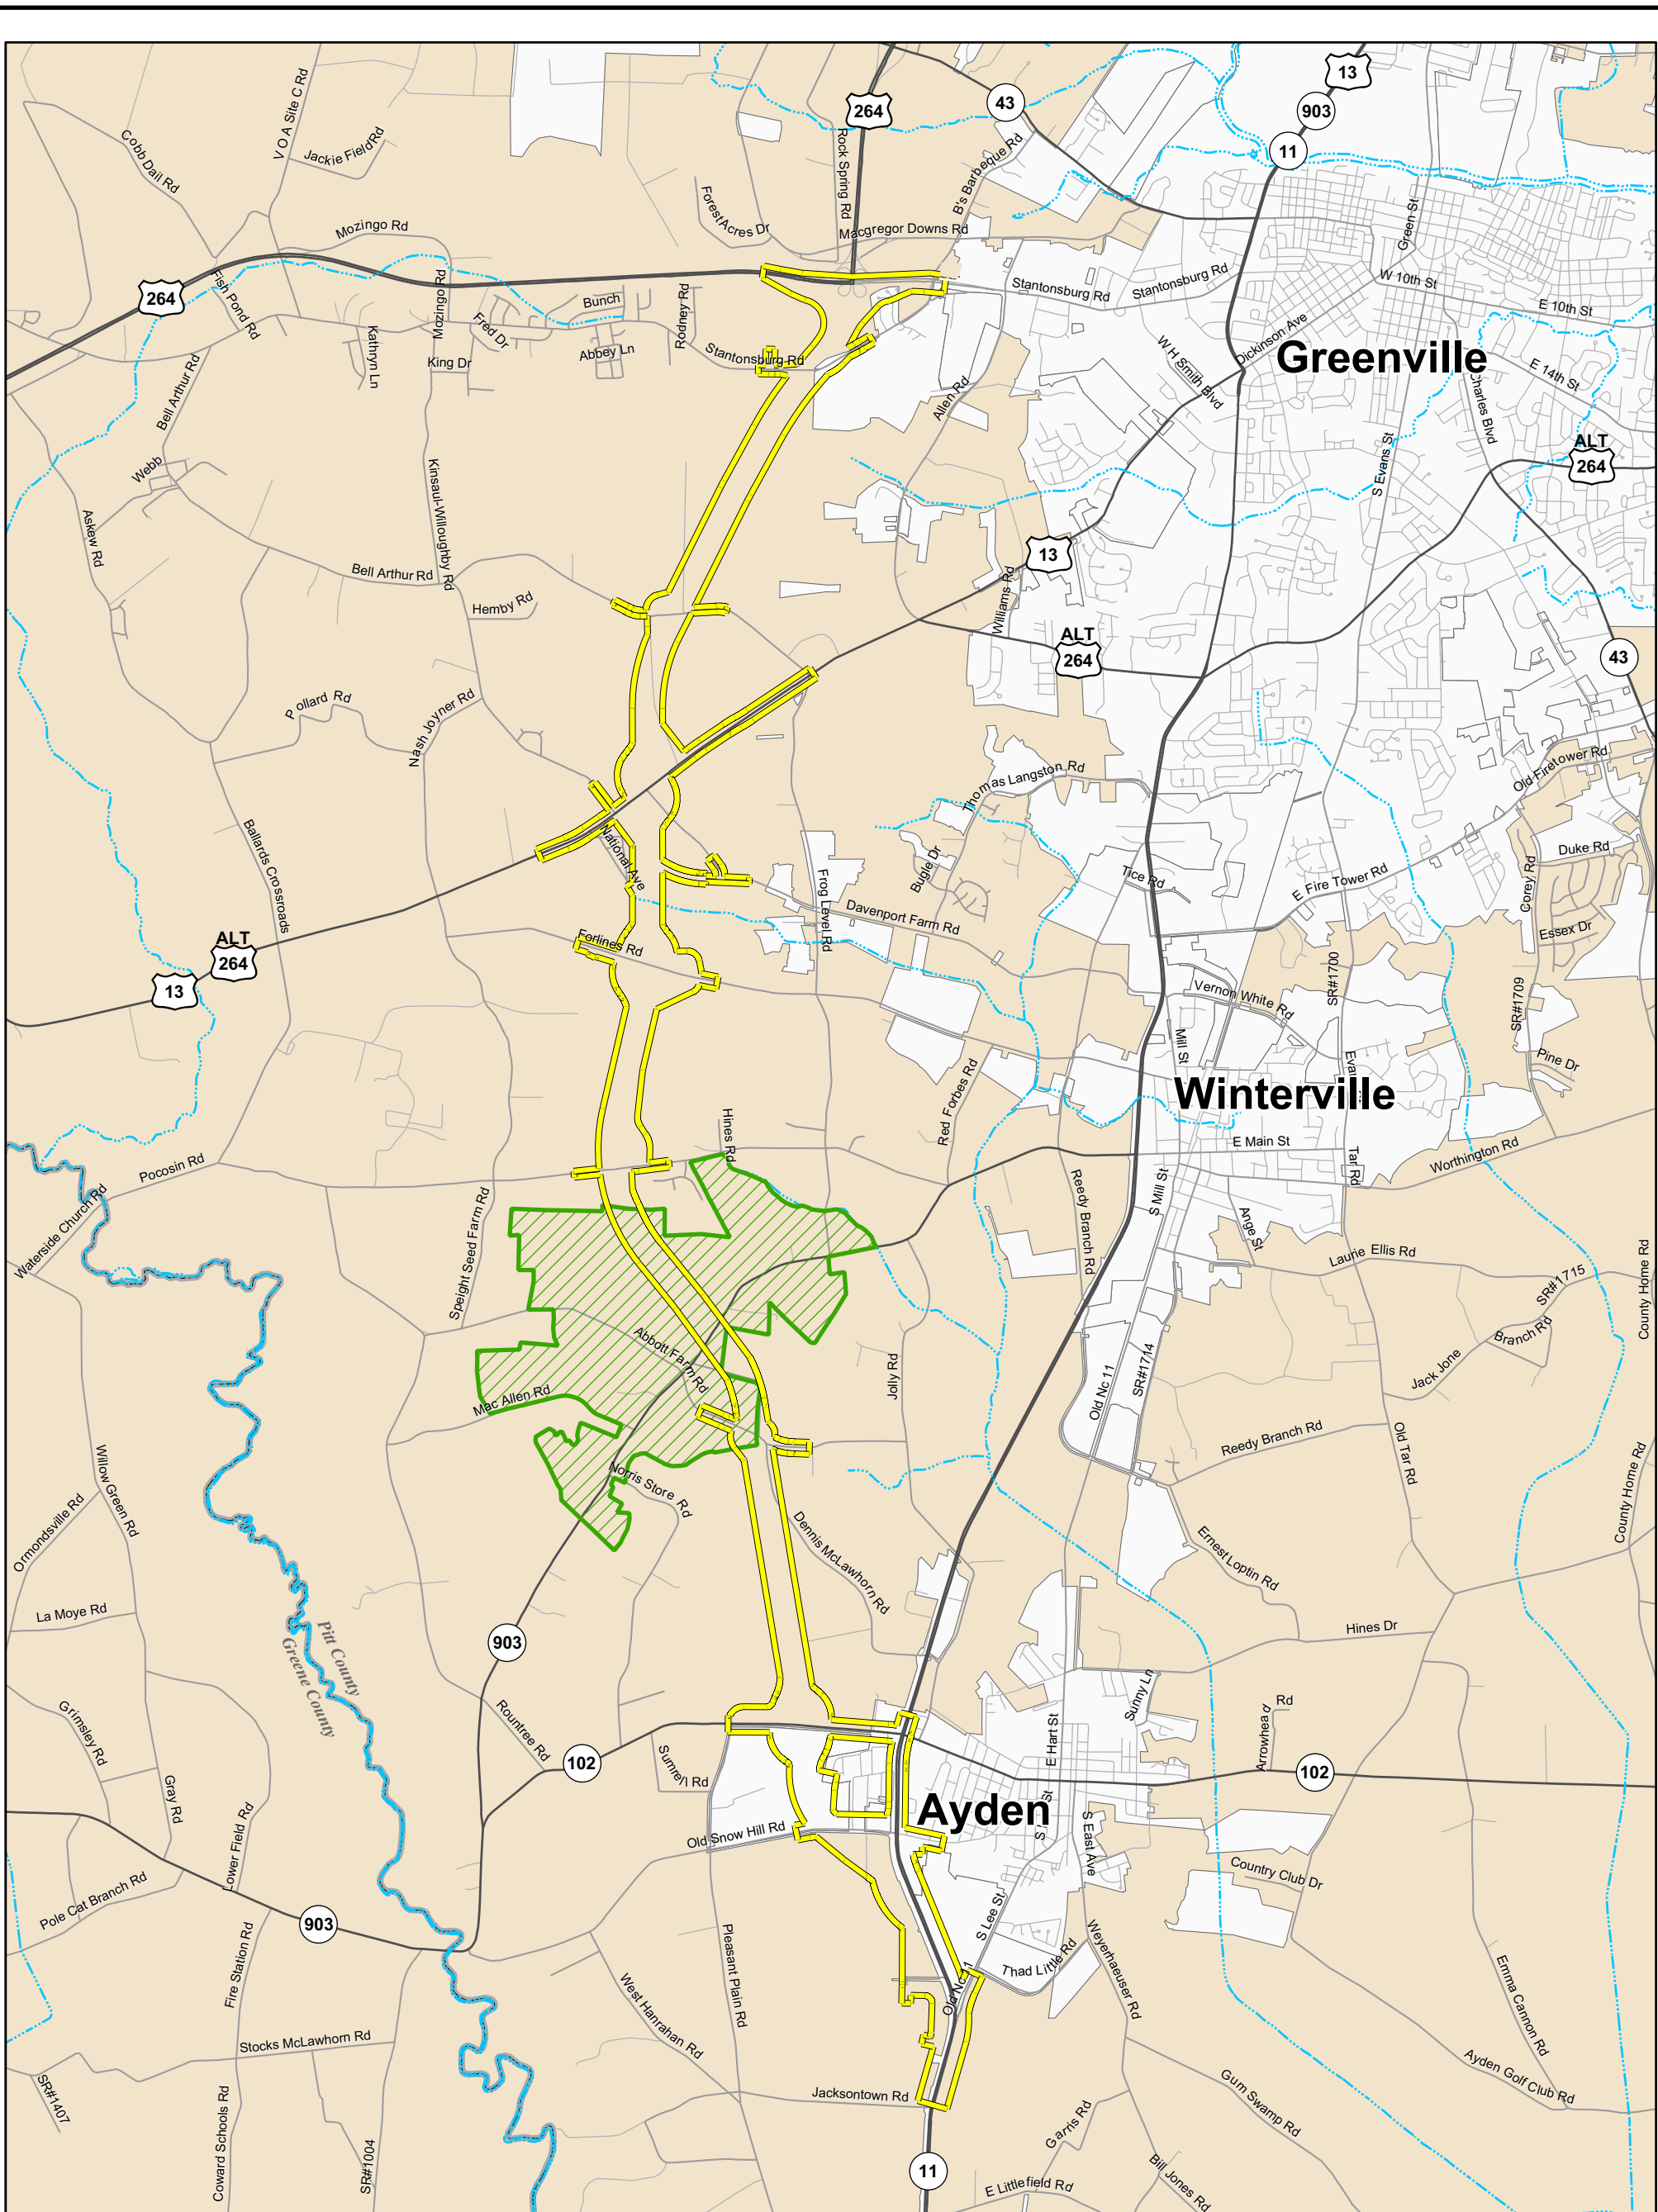 13
264
43
903
11
V O A Site C Rd
Cobb Dail Rd
Jackie Field Rd
Rock Spring Rd
B's Barbeque Rd
Forest Acres Dr
Macgregor Downs Rd
Green St
Mozingo Rd
264
Fish Pond Rd
Mozingo Rd
Bunch
Rodney Rd
Stantonsburg Rd
Stantonsburg Rd
W 10th St
E 10th St
Kathryn Ln
Fred Dr
King Dr
Abbey Ln
Stantonsburg Rd
W H Smith Blvd
Dickinson Ave
Greenville
E 14th St
Charles Blvd
Bell Arthur Rd
Allen Rd
Webb
Kinsaul-Willoughby Rd
S Evans St
ALT
264
Askew Rd
Bell Arthur Rd
Hemby Rd
13
Williams Rd
ALT
264
43
Pollard Rd
Nash Joyner Rd
Thomas Langston Rd
Old Firetower Rd
Ballards Crossroads
National Ave
Bugle Dr
Tice Rd
E Fire Tower Rd
Corey Rd
Duke Rd
Frog Level Rd
Davenport Farm Rd
Forlines Rd
Essex Dr
ALT
264
13
Vernon White Rd
SR#1700
SR#1709
Mill St
Pine Dr
Red Forbes Rd
Winterville
Hines Rd
E Main St
Tar Rd
Worthington Rd
Pocosin Rd
Waterside Church Rd
Speight Seed Farm Rd
Reedy Branch Rd
S Mill St
Ange St
Laurie Ellis Rd
County Home Rd
SR#1715
Branch Rd
Jack Jone
Abbott Farm Rd
Mac Allen Rd
Jolly Rd
Old Nc 11
SR#1714
Reedy Branch Rd
Old Tar Rd
Willow Green Rd
Norris Store Rd
County Home Rd
Ormondsville Rd
Dennis McLawhorn Rd
Ernest Loptin Rd
La Moye Rd
Hines Dr
903
Pitt County
Greene County
Grimsley Rd
Rountree Rd
Sunny Ln
Arrowhead Rd
E Hart St
102
Sumrell Rd
102
Gray Rd
Lower Field Rd
Ayden
Old Snow Hill Rd
S East Ave
Country Club Dr
Pole Cat Branch Rd
903
S Lee St
Fire Station Rd
Pleasant Plain Rd
Thad Little Rd
Old Nc 11
Weyerhaeuser Rd
West Hanrahan Rd
Emma Cannon Rd
Stocks McLawhorn Rd
Ayden Golf Club Rd
SR#1407
Jacksontown Rd
Gum Swamp Rd
Coward Schools Rd
Garris Rd
SR#1004
11
Bill Jones Rd
E Littlefield Rd